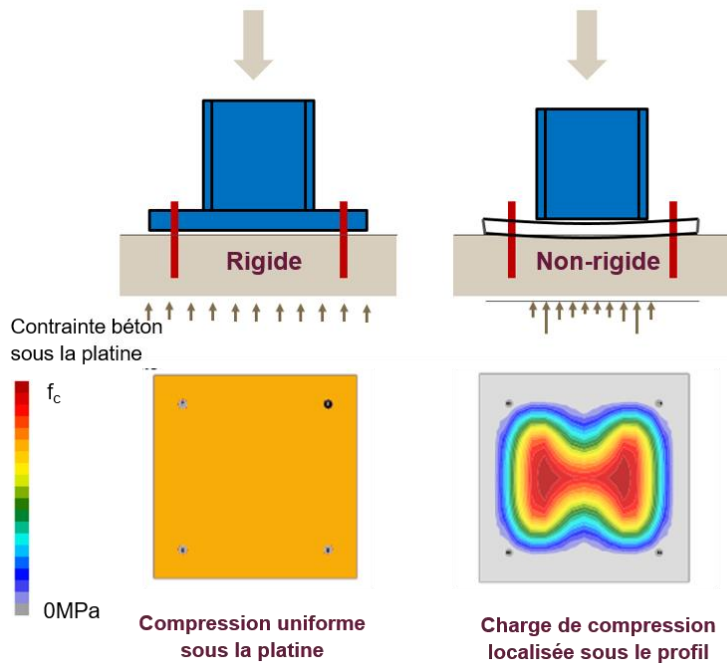 Rigide
Non-rigide
Contrainte béton
sous la platine
fc
0MPa
Compression uniforme
sous la platine
Charge de compression
localisée sous le profil